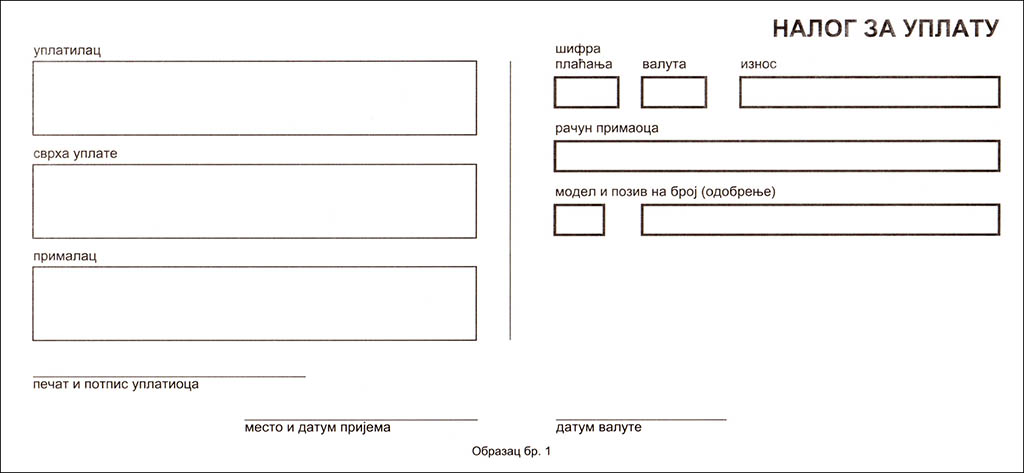 НАЛОГ ЗА УПЛАТУ
уплатилац
сврха уплате
прималац
печат и потпис уплатиоца
место и датум пријема
шифра
плаћања
валута
износ
рачун примаоца
модел и позив на број (одобрење)
датум валуте
Образац бр. 1